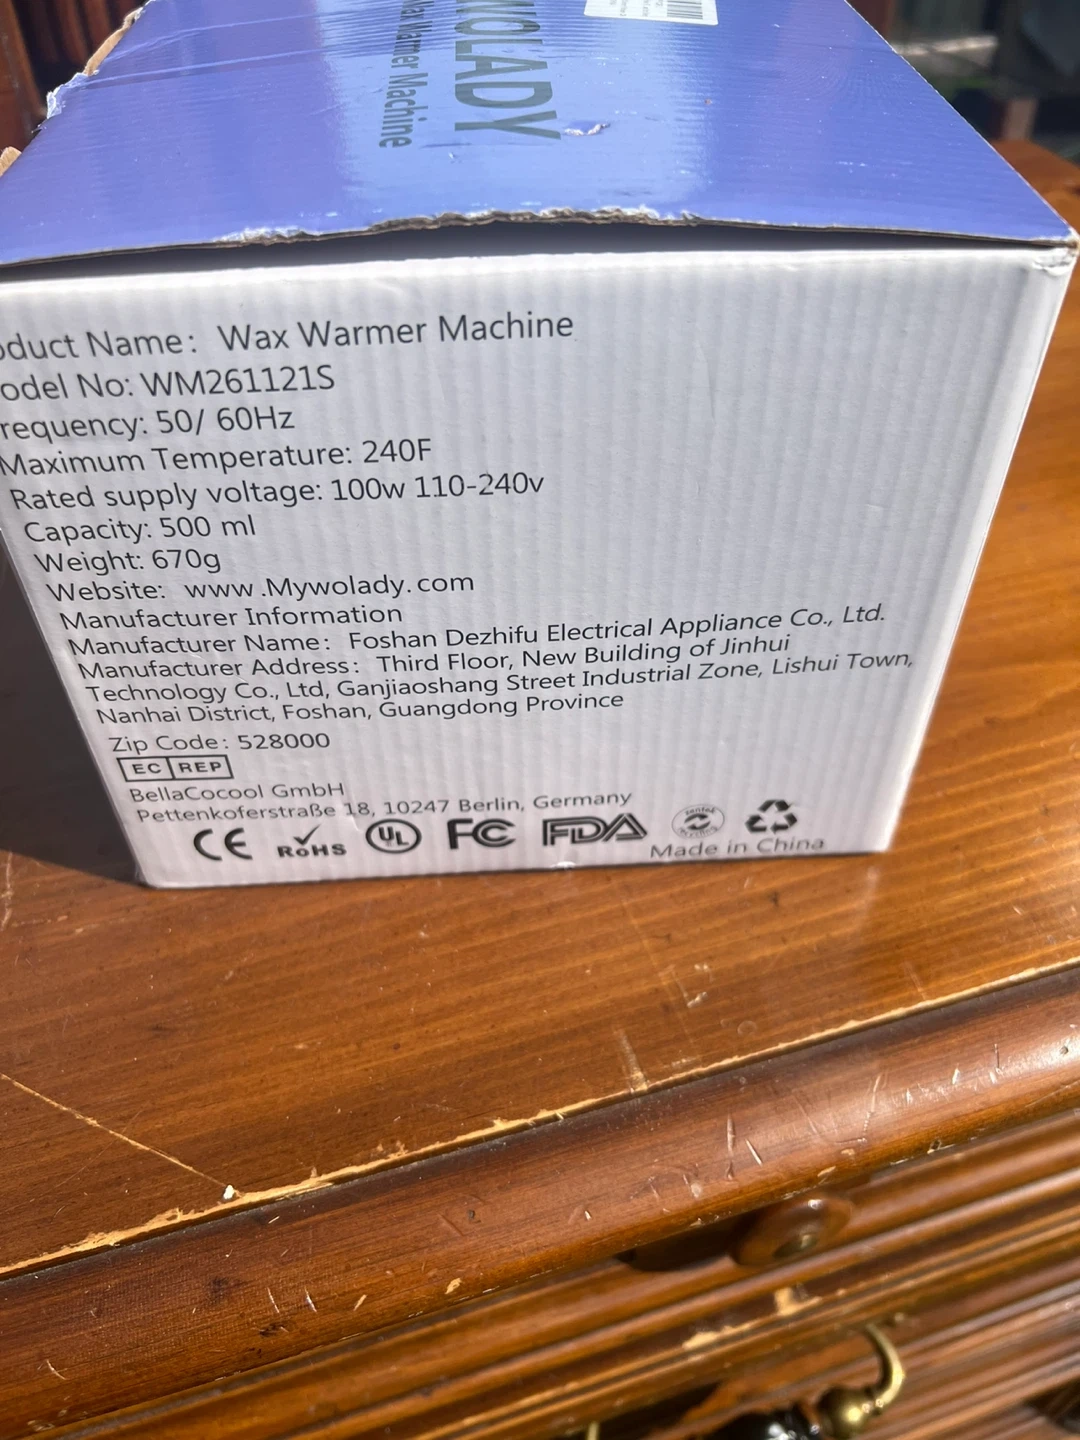 WOLADY
Wax Warmer Machine
oduct Name: Wax Warmer Machine
odel No: WM261121S
requency: 50/ 60Hz
Maximum Temperature: 240F
Rated supply voltage: 100w 110-240v
Capacity: 500 ml
Weight: 670g
Website: www.Mywolady.com
Manufacturer Information
Manufacturer Name: Foshan Dezhifu Electrical Appliance Co., Ltd.
Manufacturer Address: Third Floor, New Building of Jinhui
Technology Co., Ltd, Ganjiaoshang Street Industrial Zone, Lishui Town,
Nanhai District, Foshan, Guangdong Province
Zip Code: 528000
EC REP
BellaCocool GmbH
Pettenkoferstraße 18, 10247 Berlin, Germany
CE RoHS UL FC FDA
Made in China